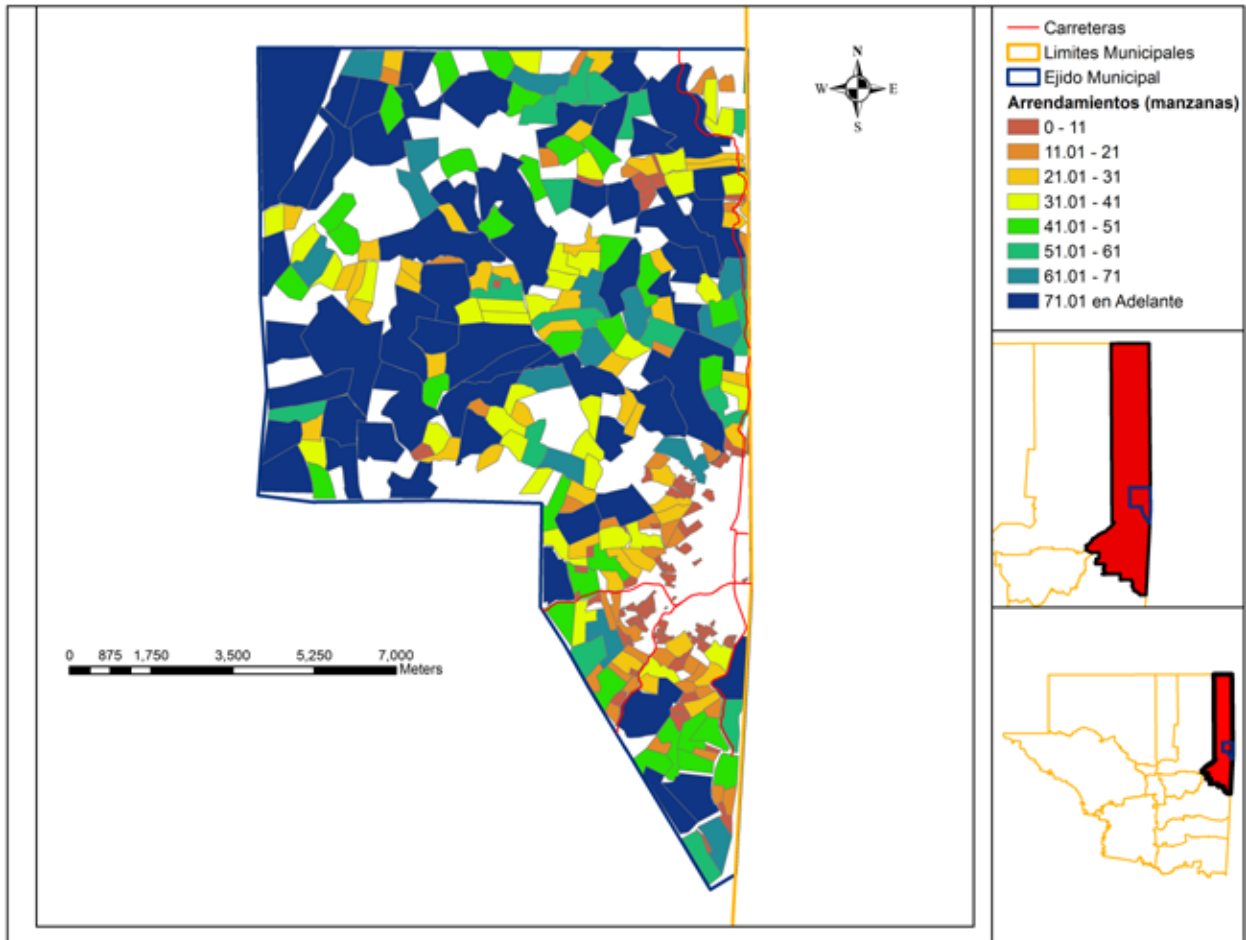 N
W E
S
0 875 1,750 3,500 5,250 7,000
Meters
Carreteras
Limites Municipales
Ejido Municipal
Arrendamientos (manzanas)
0 - 11
11.01 - 21
21.01 - 31
31.01 - 41
41.01 - 51
51.01 - 61
61.01 - 71
71.01 en Adelante